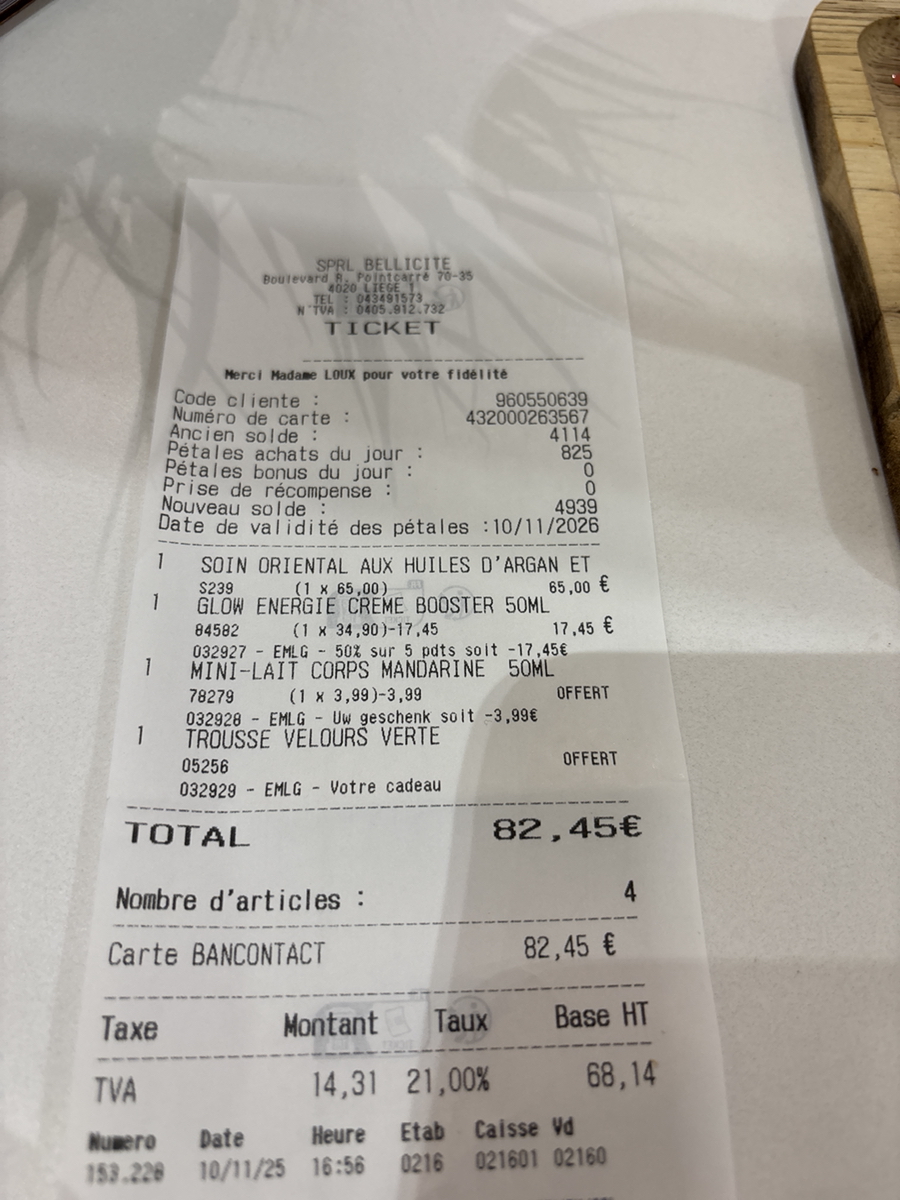 SPRL BELLICITE
Boulevard R. Pointcarré 70-35
4020 LIEGE 1
TEL : 043491573
N°TVA : 0405.912.732
TICKET
Merci Madame LOUX pour votre fidélité
Code cliente : 960550639
Numéro de carte : 432000263567
Ancien solde : 4114
Pétales achats du jour : 825
Pétales bonus du jour : 0
Prise de récompense : 0
Nouveau solde : 4939
Date de validité des pétales :10/11/2026
1 SOIN ORIENTAL AUX HUILES D'ARGAN ET
S239 (1 x 65,00) 65,00 €
1 GLOW ENERGIE CREME BOOSTER 50ML
84582 (1 x 34,90)-17,45 17,45 €
032927 - EMLG - 50% sur 5 pdts soit -17,45€
1 MINI-LAIT CORPS MANDARINE 50ML
78279 (1 x 3,99)-3,99 OFFERT
032928 - EMLG - Uw geschenk soit -3,99€
1 TROUSSE VELOURS VERTE
05256 OFFERT
032929 - EMLG - Votre cadeau
TOTAL 82,45€
Nombre d'articles : 4
Carte BANCONTACT 82,45 €
Taxe Montant Taux Base HT
TVA 14,31 21,00% 68,14
Numero Date Heure Etab Caisse Vd
153.226 10/11/25 16:56 0216 021601 02160